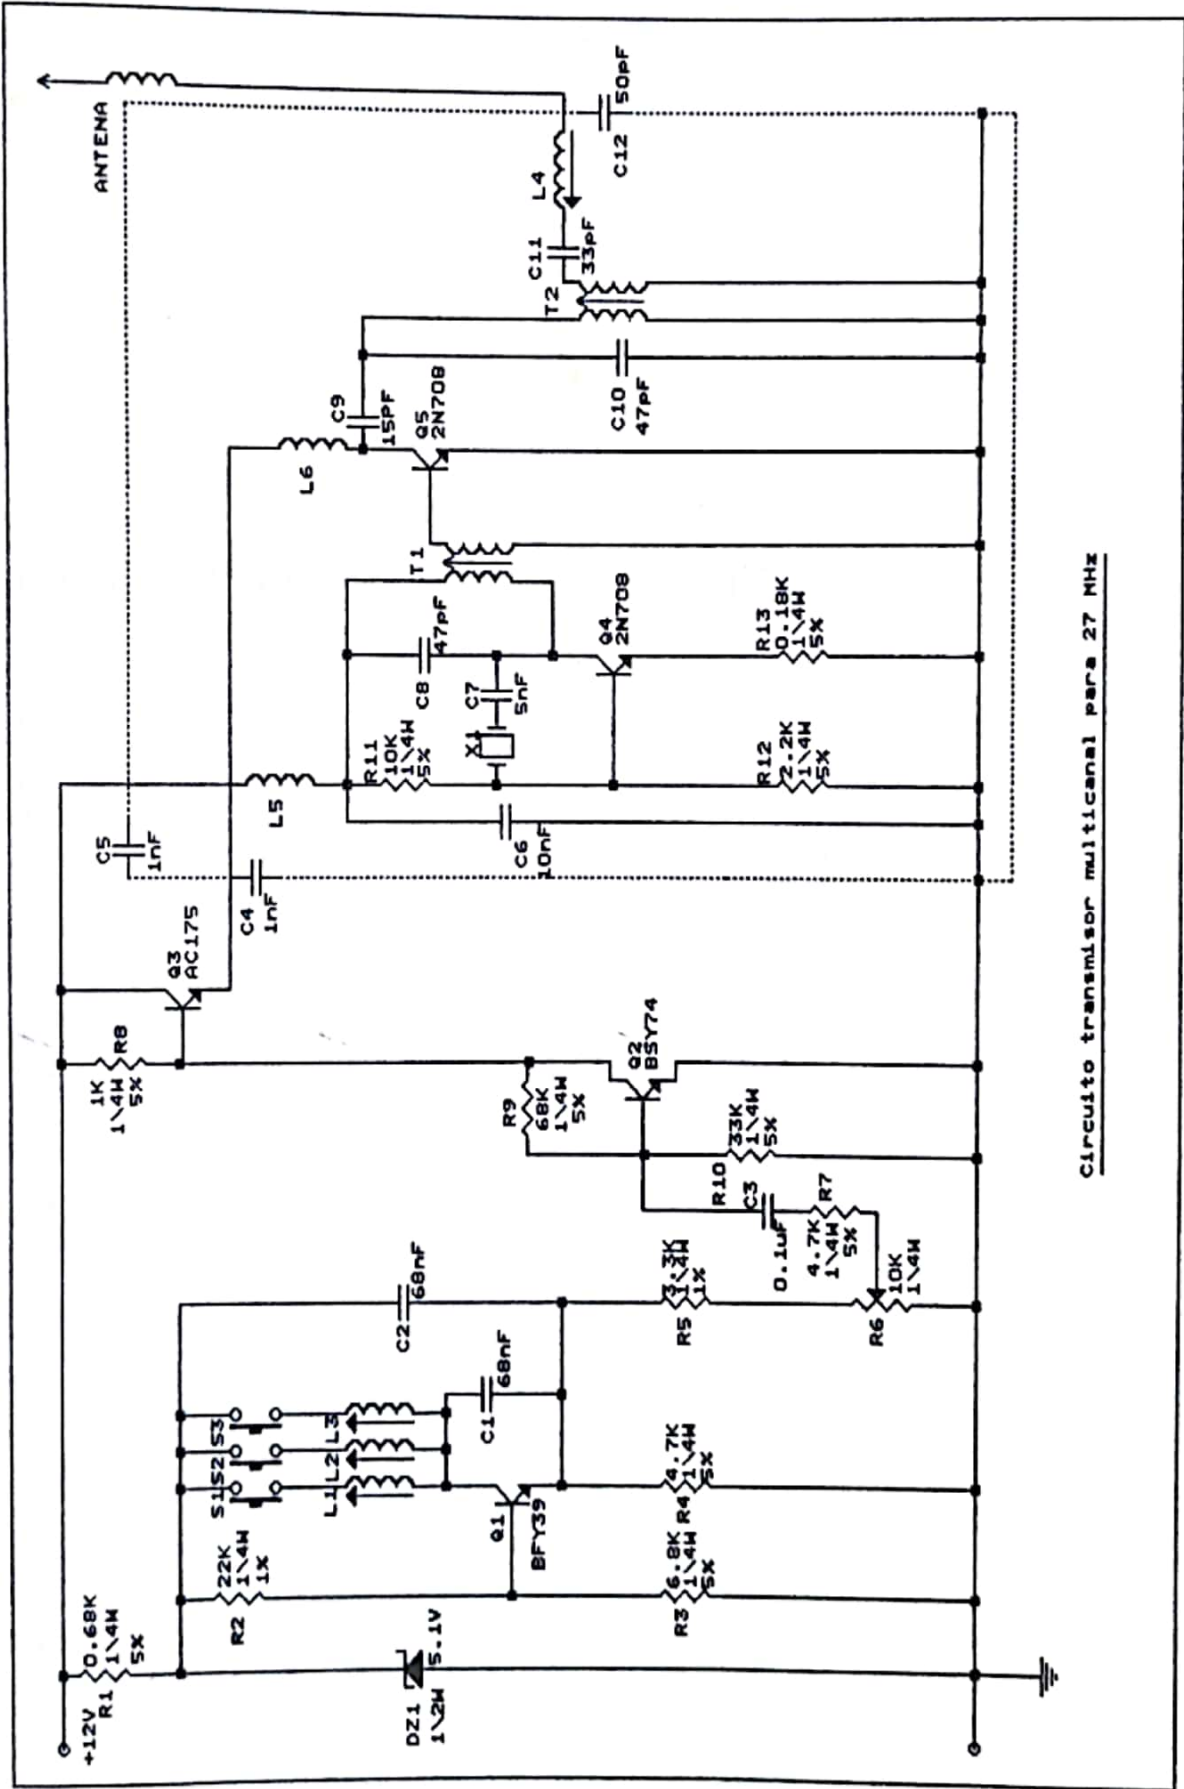 +12V
0.68K
R1
1\4W
5%
DZ1
1\2W
5.1V
R2
22K
1\4W
1%
S1
S2
S3
L1
L2
L3
Q1
BFY39
R3
6.8K
1\4W
5%
R4
4.7K
1\4W
5%
C1
68nF
C2
68nF
R5
3.3K
1\4W
1%
R6
10K
1\4W
C3
0.1uF
R7
4.7K
1\4W
5%
R10
33K
1\4W
5%
R9
68K
1\4W
5%
Q2
BSY74
1K
1\4W
5%
R8
Q3
AC175
C4
1nF
C5
1nF
L5
C6
10nF
R11
10K
1\4W
5%
X1
C7
5nF
C8
47pF
R12
2.2K
1\4W
5%
Q4
2N708
R13
0.18K
1\4W
5%
T1
L6
C9
15PF
Q5
2N708
C10
47pF
T2
C11
33pF
L4
C12
50pF
ANTENA
Circuito transmisor multicanal para 27 MHz